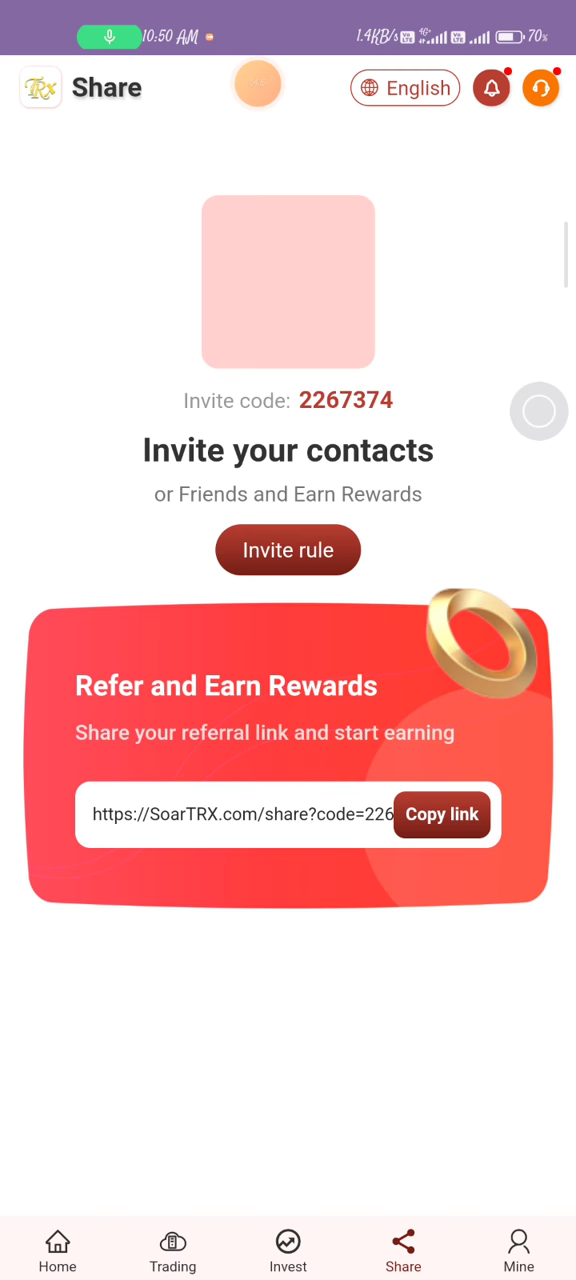 10:50 AM
1.4KB/s 4G 70%
TRx Share
English
Invite code: 2267374
Invite your contacts
or Friends and Earn Rewards
Invite rule
Refer and Earn Rewards
Share your referral link and start earning
https://SoarTRX.com/share?code=226 Copy link
Home Trading Invest Share Mine